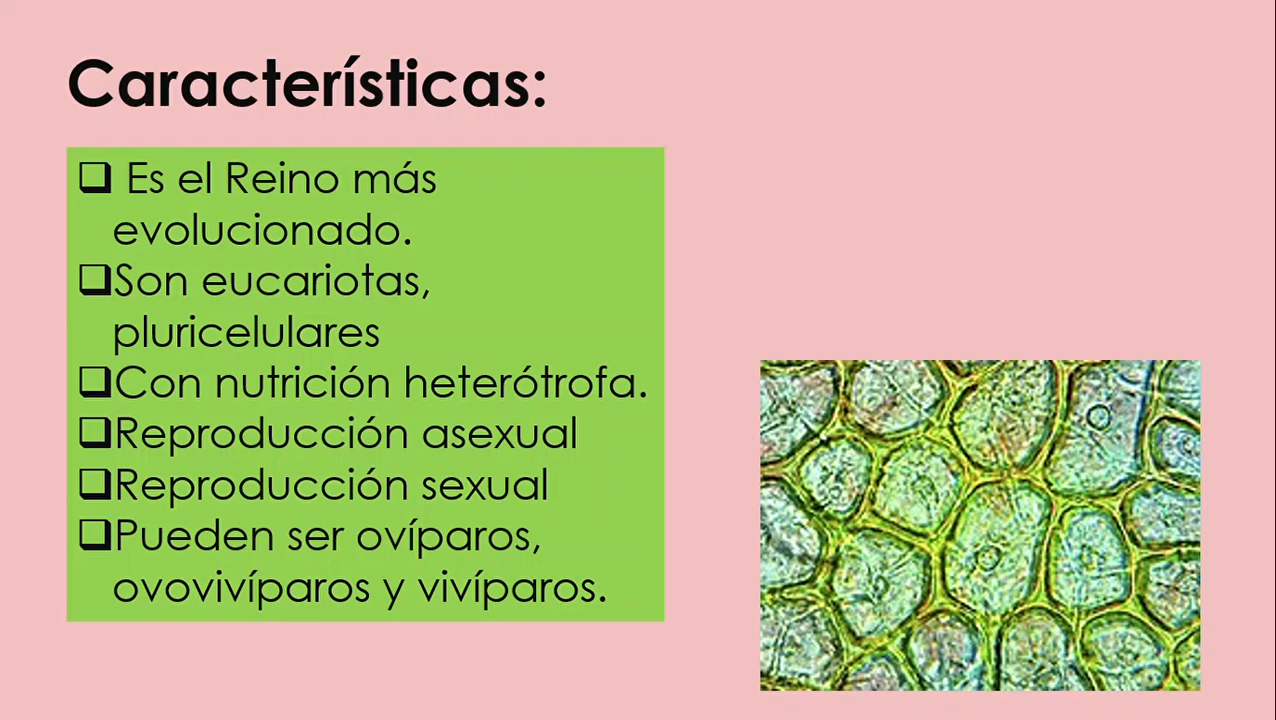 Características:
❑ Es el Reino más
evolucionado.
❑Son eucariotas,
pluricelulares
❑Con nutrición heterótrofa.
❑Reproducción asexual
❑Reproducción sexual
❑Pueden ser ovíparos,
ovovivíparos y vivíparos.